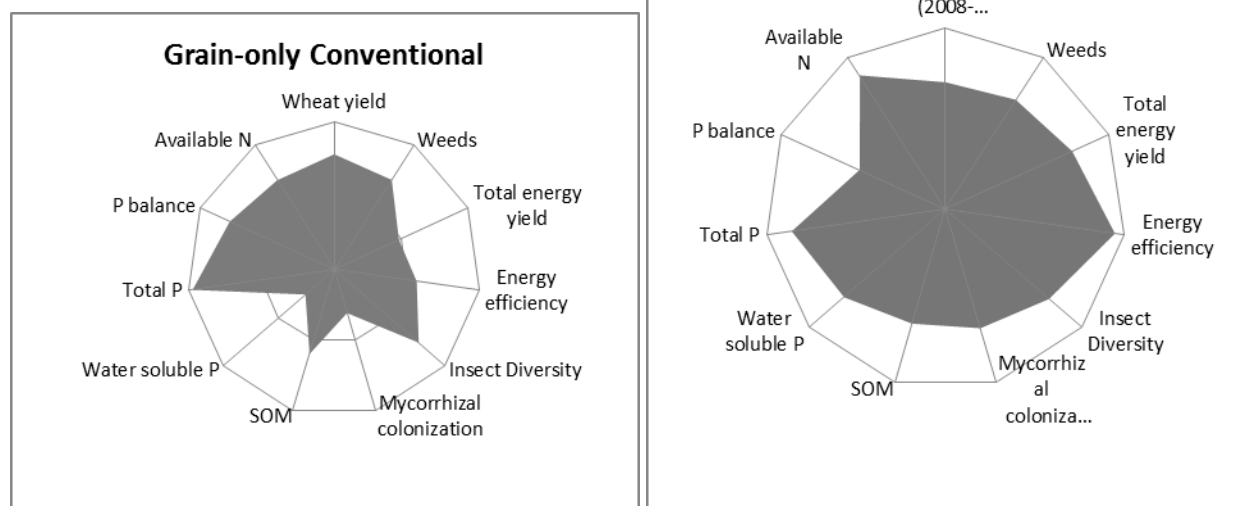 Grain-only Conventional
Wheat yield
Weeds
Total energy
yield
Energy
efficiency
Insect Diversity
Mycorrhizal
colonization
SOM
Water soluble P
Total P
P balance
Available N
(2008-...
Weeds
Total
energy
yield
Energy
efficiency
Insect
Diversity
Mycorrhiz
al
coloniza...
SOM
Water
soluble P
Total P
P balance
Available
N